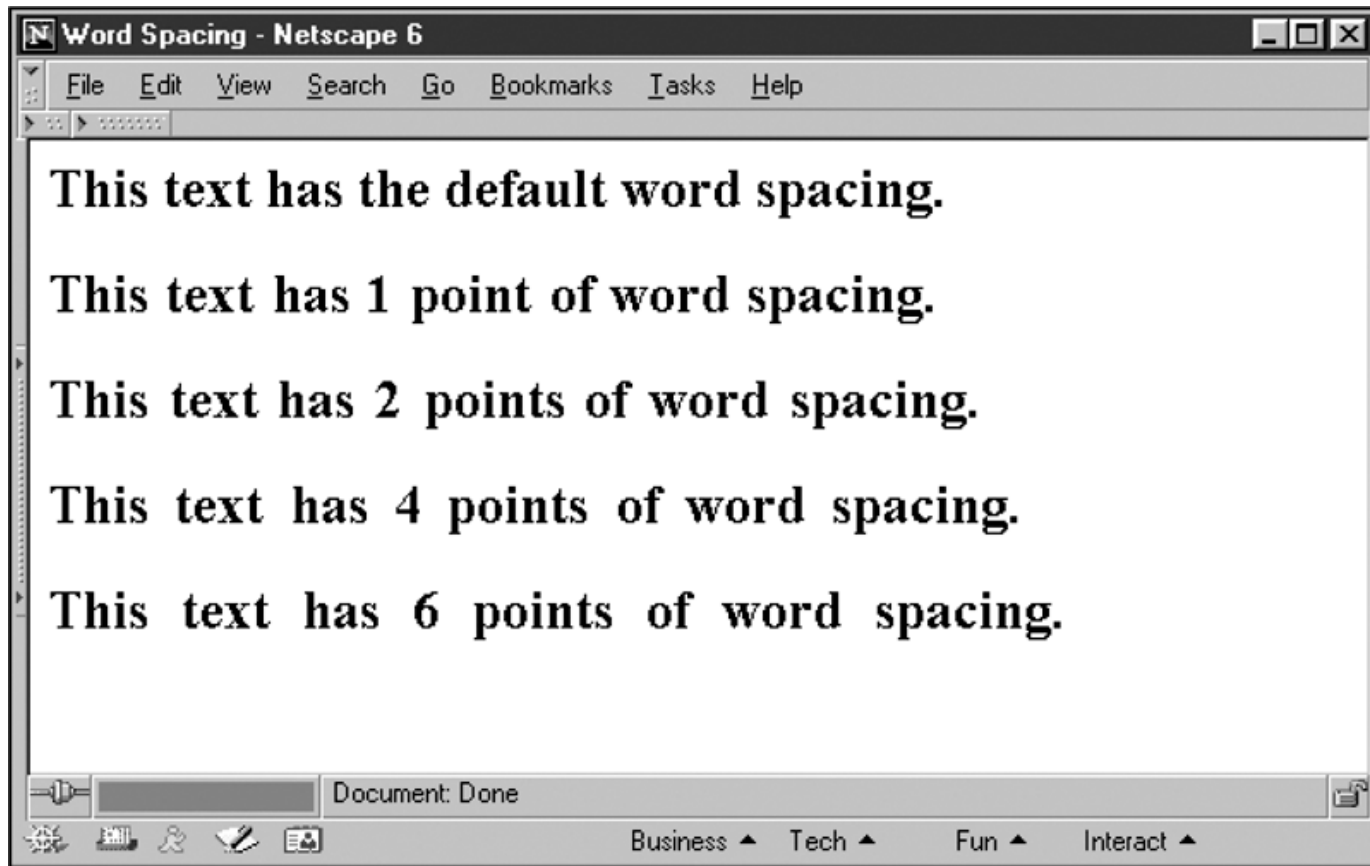 N Word Spacing - Netscape 6
File Edit View Search Go Bookmarks Tasks Help
This text has the default word spacing.
This text has 1 point of word spacing.
This text has 2 points of word spacing.
This text has 4 points of word spacing.
This text has 6 points of word spacing.
Document: Done
Business Tech Fun Interact